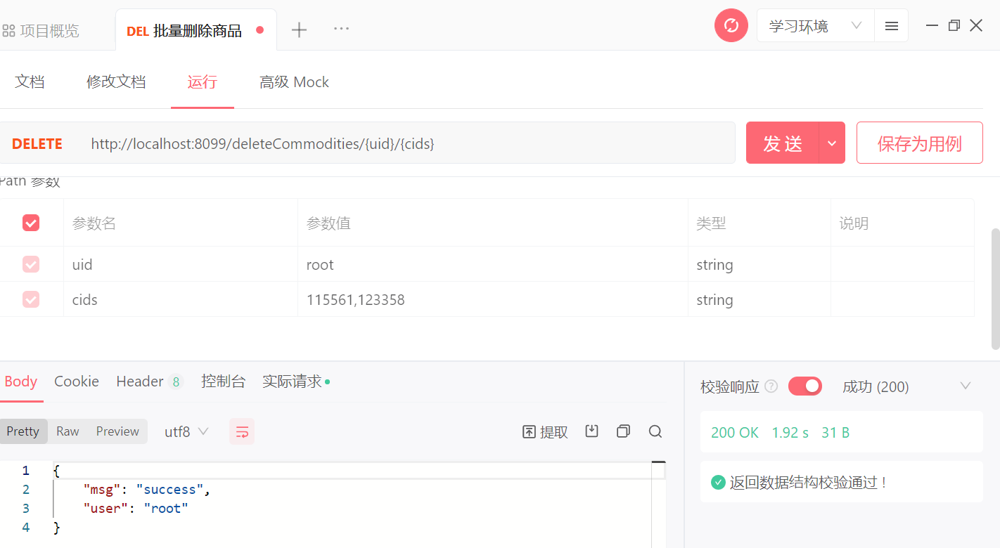 项目概览
DEL 批量删除商品
学习环境
文档 修改文档 运行 高级 Mock
DELETE http://localhost:8099/deleteCommodities/{uid}/{cids} 发 送 保存为用例
Path 参数
参数名 参数值 类型 说明
uid root string
cids 115561,123358 string
Body Cookie Header 8 控制台 实际请求
校验响应 ? 成功 (200)
Pretty Raw Preview utf8 提取
200 OK 1.92 s 31 B
1 {
2 "msg": "success",
3 "user": "root"
4 }
返回数据结构校验通过！